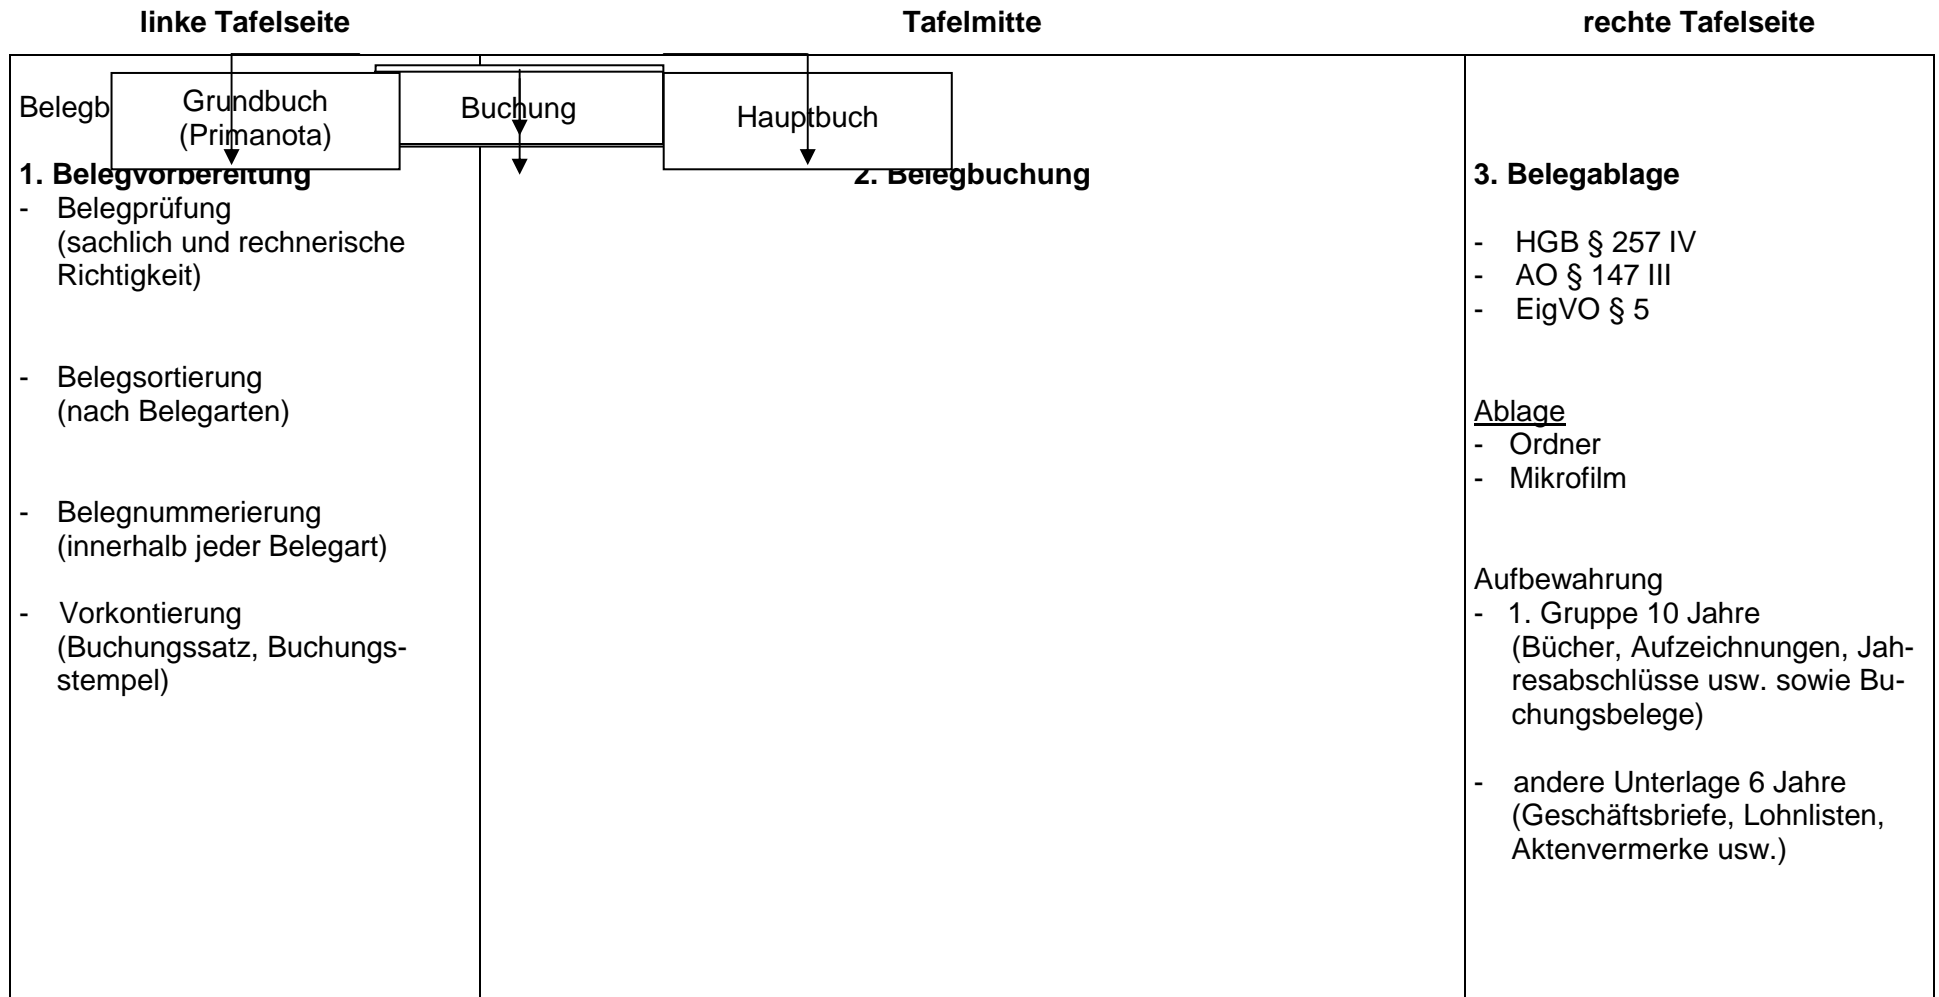 linke Tafelseite
Tafelmitte
rechte Tafelseite
Belegb
Grundbuch
(Primanota)
Buchung
Hauptbuch
1. Belegvorbereitung
- Belegprüfung
(sachlich und rechnerische
Richtigkeit)
- Belegsortierung
(nach Belegarten)
- Belegnummerierung
(innerhalb jeder Belegart)
- Vorkontierung
(Buchungssatz, Buchungs-
stempel)
2. Belegbuchung
3. Belegablage
- HGB § 257 IV
- AO § 147 III
- EigVO § 5
Ablage
- Ordner
- Mikrofilm
Aufbewahrung
- 1. Gruppe 10 Jahre
(Bücher, Aufzeichnungen, Jah-
resabschlüsse usw. sowie Bu-
chungsbelege)
- andere Unterlage 6 Jahre
(Geschäftsbriefe, Lohnlisten,
Aktenvermerke usw.)